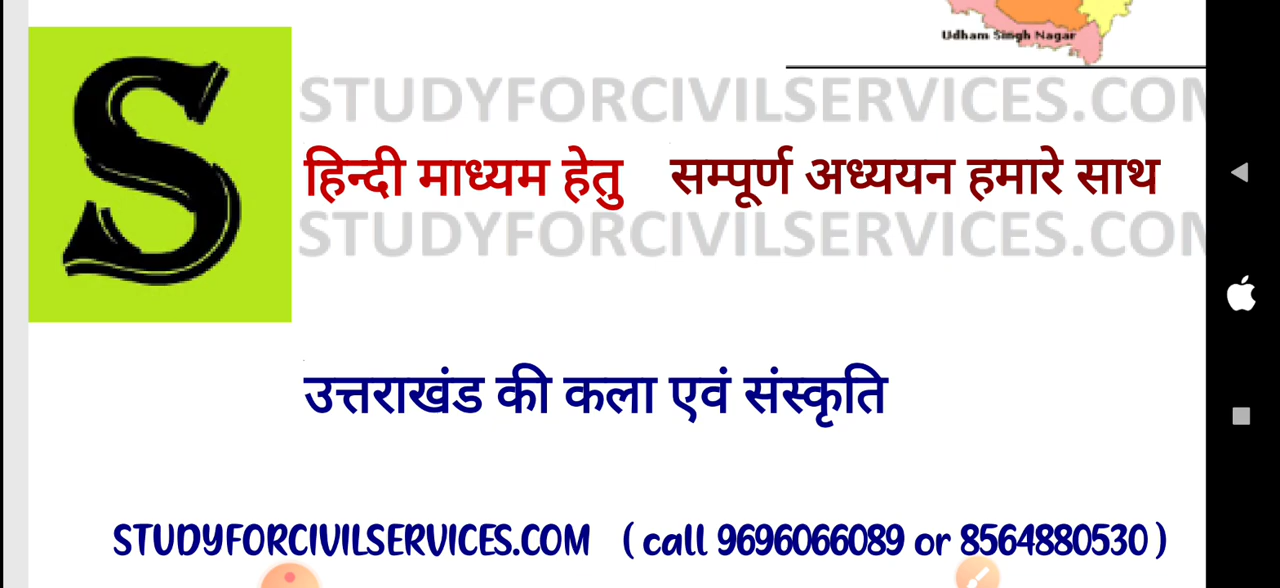 Udham Singh Nagar
S
STUDYFORCIVILSERVICES.COM
हिन्दी माध्यम हेतु सम्पूर्ण अध्ययन हमारे साथ
STUDYFORCIVILSERVICES.COM
उत्तराखंड की कला एवं संस्कृति
STUDYFORCIVILSERVICES.COM ( call 9696066089 or 8564880530 )